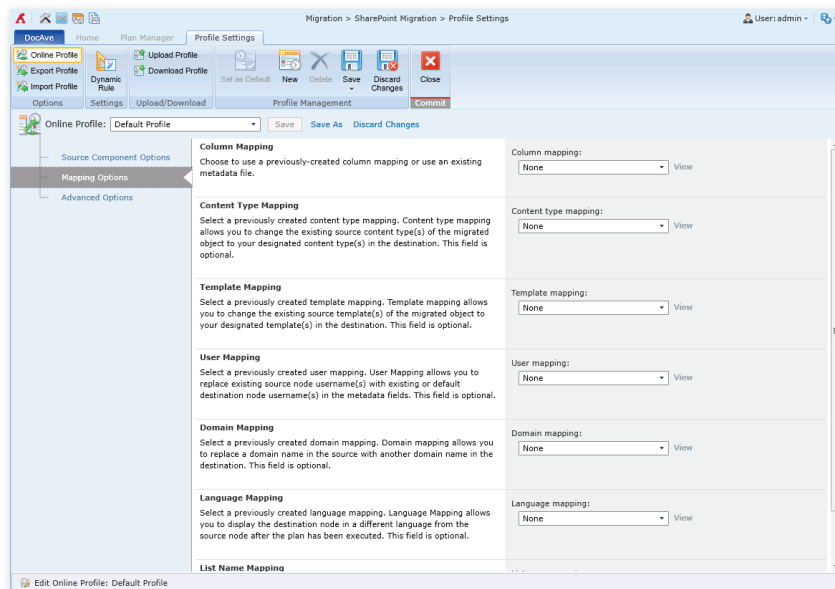 Migration > SharePoint Migration > Profile Settings
User: admin
DocAve Home Plan Manager Profile Settings
Online Profile
Export Profile
Import Profile
Options
Dynamic
Rule
Settings
Upload Profile
Download Profile
Upload/Download
Set as Default New Delete Save Discard
Changes
Profile Management
Close
Commit
Online Profile: Default Profile Save Save As Discard Changes
Source Component Options
Mapping Options
Advanced Options
Column Mapping
Choose to use a previously-created column mapping or use an existing
metadata file.
Column mapping:
None View
Content Type Mapping
Select a previously created content type mapping. Content type mapping
allows you to change the existing source content type(s) of the migrated
object to your designated content type(s) in the destination. This field is
optional.
Content type mapping:
None View
Template Mapping
Select a previously created template mapping. Template mapping allows
you to change the existing source template(s) of the migrated object to
your designated template(s) in the destination. This field is optional.
Template mapping:
None View
User Mapping
Select a previously created user mapping. User Mapping allows you to
replace existing source node username(s) with existing or default
destination node username(s) in the metadata fields. This field is optional.
User mapping:
None View
Domain Mapping
Select a previously created domain mapping. Domain mapping allows you
to replace a domain name in the source with another domain name in the
destination. This field is optional.
Domain mapping:
None View
Language Mapping
Select a previously created language mapping. Language Mapping allows
you to display the destination node in a different language from the
source node after the plan has been executed. This field is optional.
Language mapping:
None View
List Name Mapping
Edit Online Profile: Default Profile